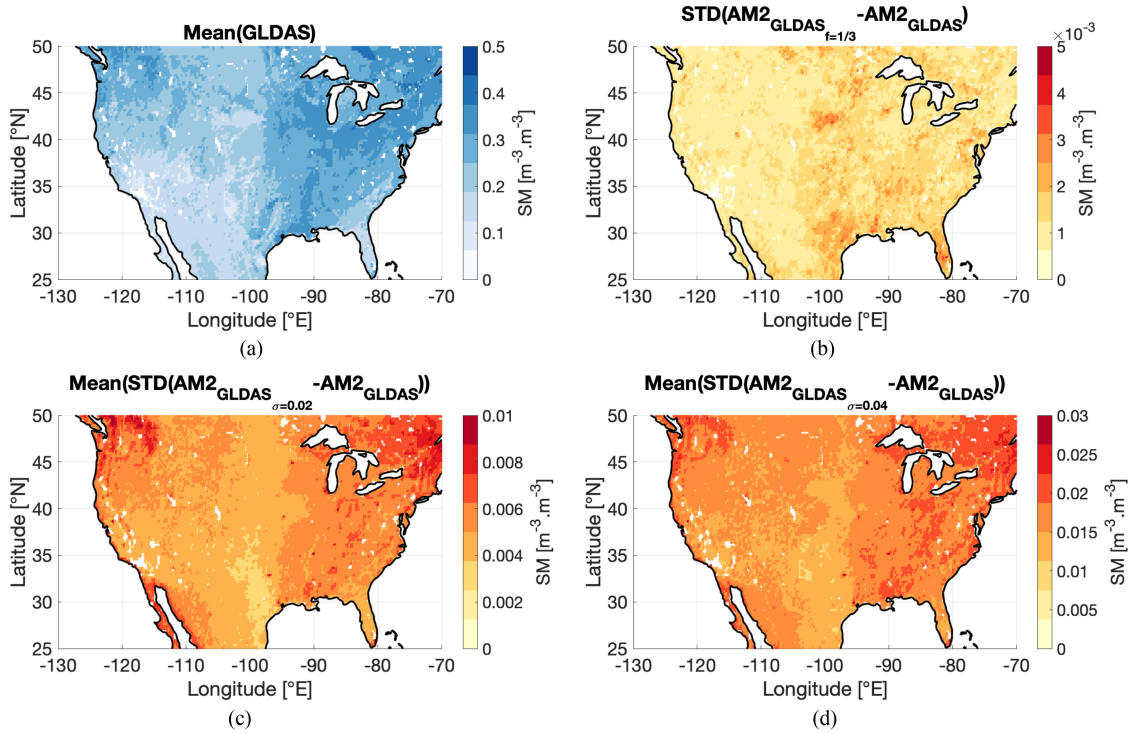 Mean(GLDAS)
50
45
40
35
30
25
Latitude [°N]
-130 -120 -110 -100 -90 -80 -70
Longitude [°E]
0.5
0.4
0.3
0.2
0.1
0
SM [m-3.m-3]
(a)
STD(AM2GLDAS f=1/3 -AM2GLDAS)
50
45
40
35
30
25
Latitude [°N]
-130 -120 -110 -100 -90 -80 -70
Longitude [°E]
×10-3
5
4
3
2
1
0
SM [m-3.m-3]
(b)
Mean(STD(AM2GLDAS σ=0.02 -AM2GLDAS))
50
45
40
35
30
25
Latitude [°N]
-130 -120 -110 -100 -90 -80 -70
Longitude [°E]
0.01
0.008
0.006
0.004
0.002
0
SM [m-3.m-3]
(c)
Mean(STD(AM2GLDAS σ=0.04 -AM2GLDAS))
50
45
40
35
30
25
Latitude [°N]
-130 -120 -110 -100 -90 -80 -70
Longitude [°E]
0.03
0.025
0.02
0.015
0.01
0.005
0
SM [m-3.m-3]
(d)